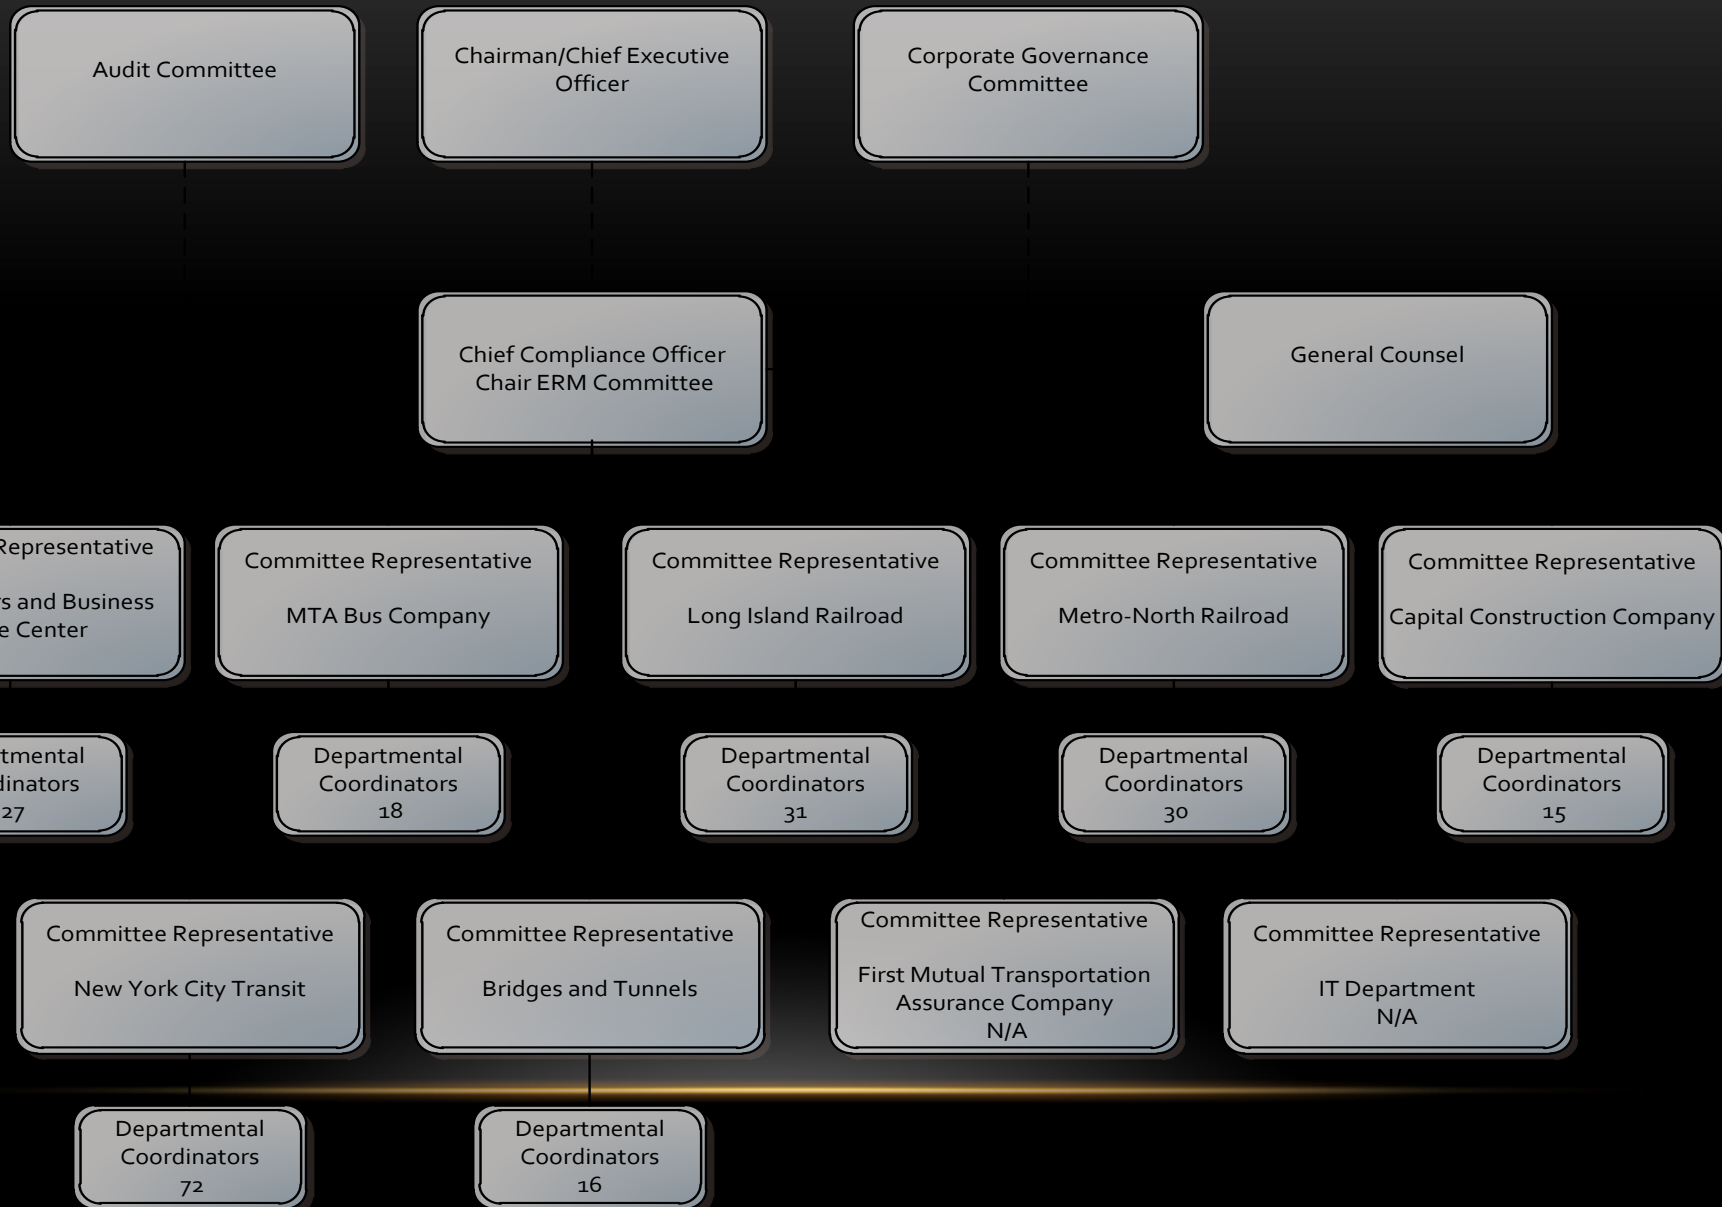 Audit Committee
Chairman/Chief Executive
Officer
Corporate Governance
Committee
Chief Compliance Officer
Chair ERM Committee
General Counsel
Representative
and Business
Center
Committee Representative
MTA Bus Company
Committee Representative
Long Island Railroad
Committee Representative
Metro-North Railroad
Committee Representative
Capital Construction Company
27
Departmental
Coordinators
18
Departmental
Coordinators
31
Departmental
Coordinators
30
Departmental
Coordinators
15
Committee Representative
New York City Transit
Committee Representative
Bridges and Tunnels
Committee Representative
First Mutual Transportation
Assurance Company
N/A
Committee Representative
IT Department
N/A
Departmental
Coordinators
72
Departmental
Coordinators
16